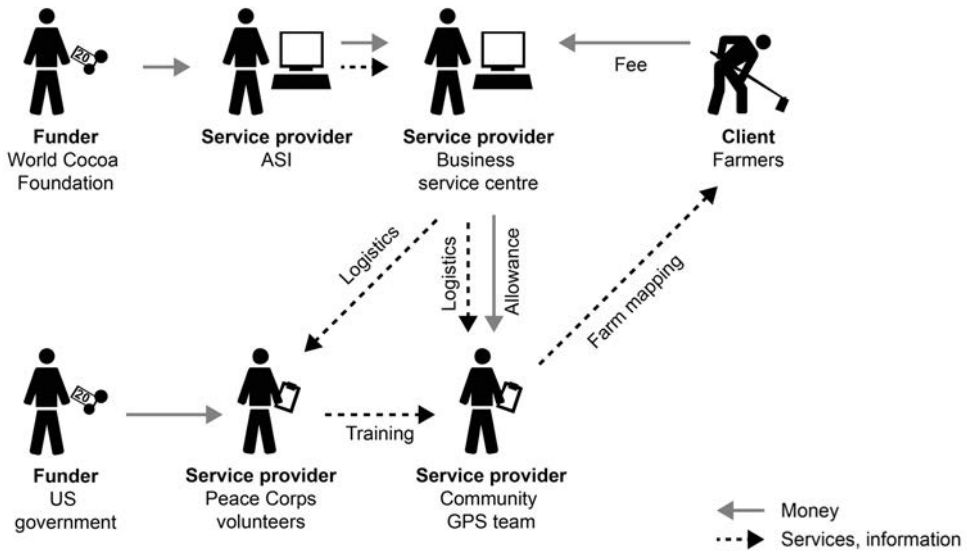 20
Fee
Funder
World Cocoa
Foundation
Service provider
ASI
Service provider
Business
service centre
Client
Farmers
Logistics
Logistics
Allowance
Farm mapping
20
Training
Funder
US
government
Service provider
Peace Corps
volunteers
Service provider
Community
GPS team
Money
Services, information